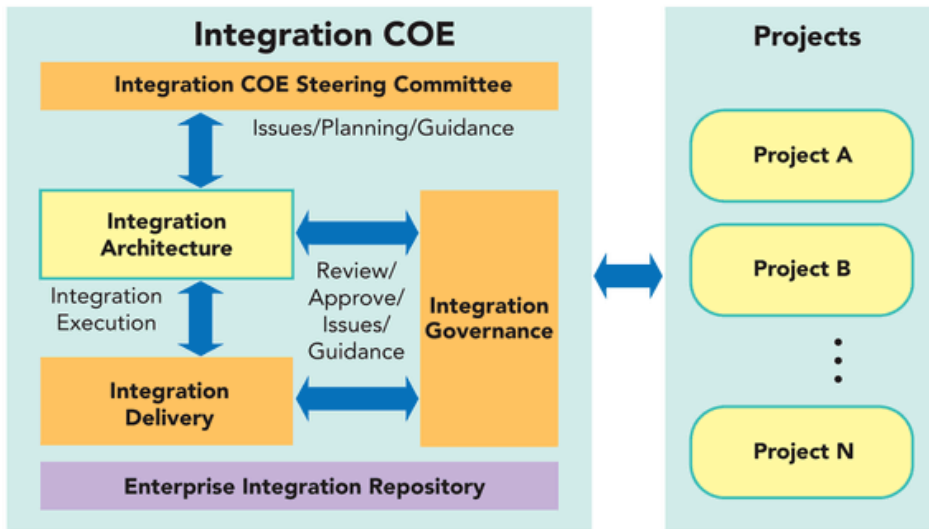 Integration COE
Integration COE Steering Committee
Issues/Planning/Guidance
Integration
Architecture
Integration
Execution
Review/
Approve/
Issues/
Guidance
Integration
Governance
Integration
Delivery
Enterprise Integration Repository
Projects
Project A
Project B
Project N